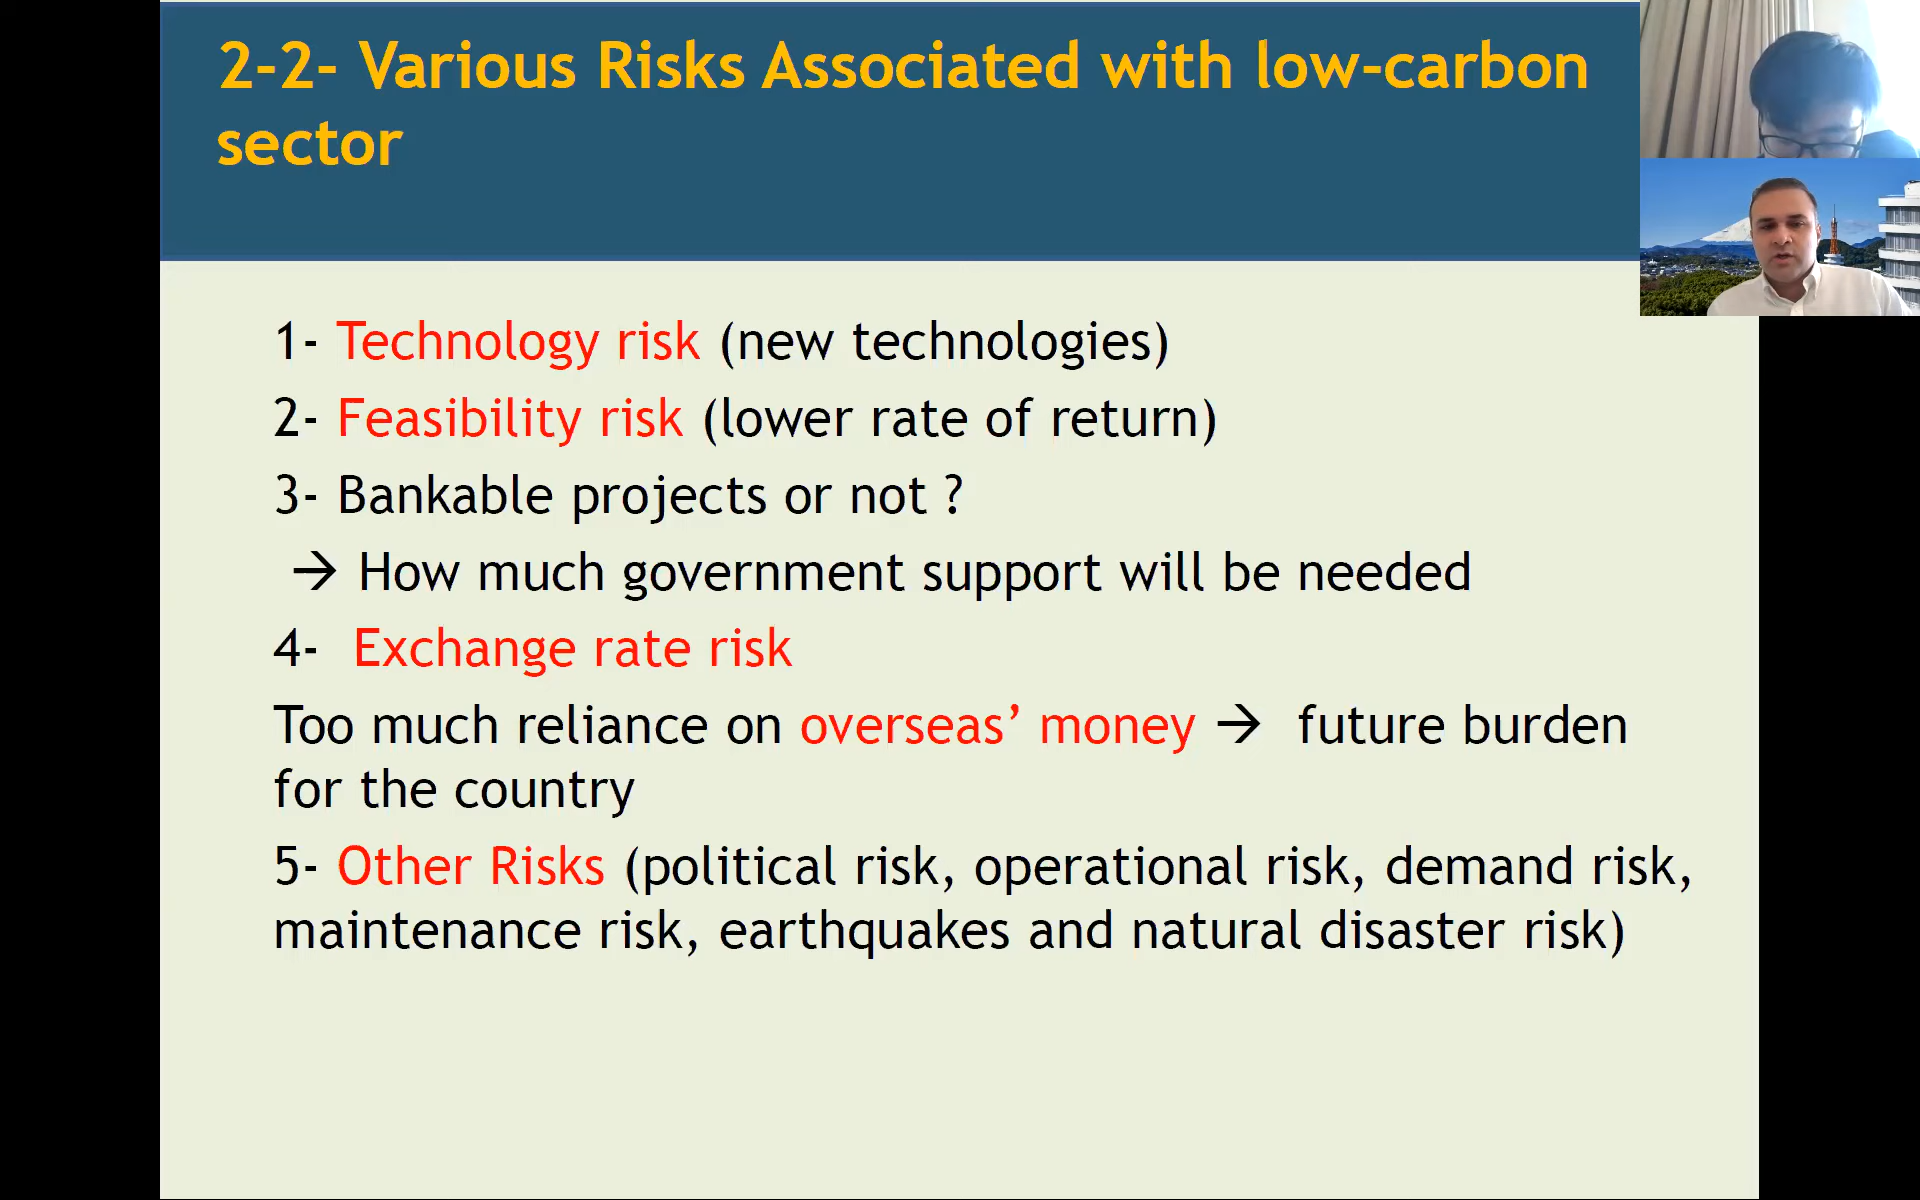 2-2- Various Risks Associated with low-carbon
sector
1- Technology risk (new technologies)
2- Feasibility risk (lower rate of return)
3- Bankable projects or not ?
→ How much government support will be needed
4- Exchange rate risk
Too much reliance on overseas’ money → future burden
for the country
5- Other Risks (political risk, operational risk, demand risk,
maintenance risk, earthquakes and natural disaster risk)